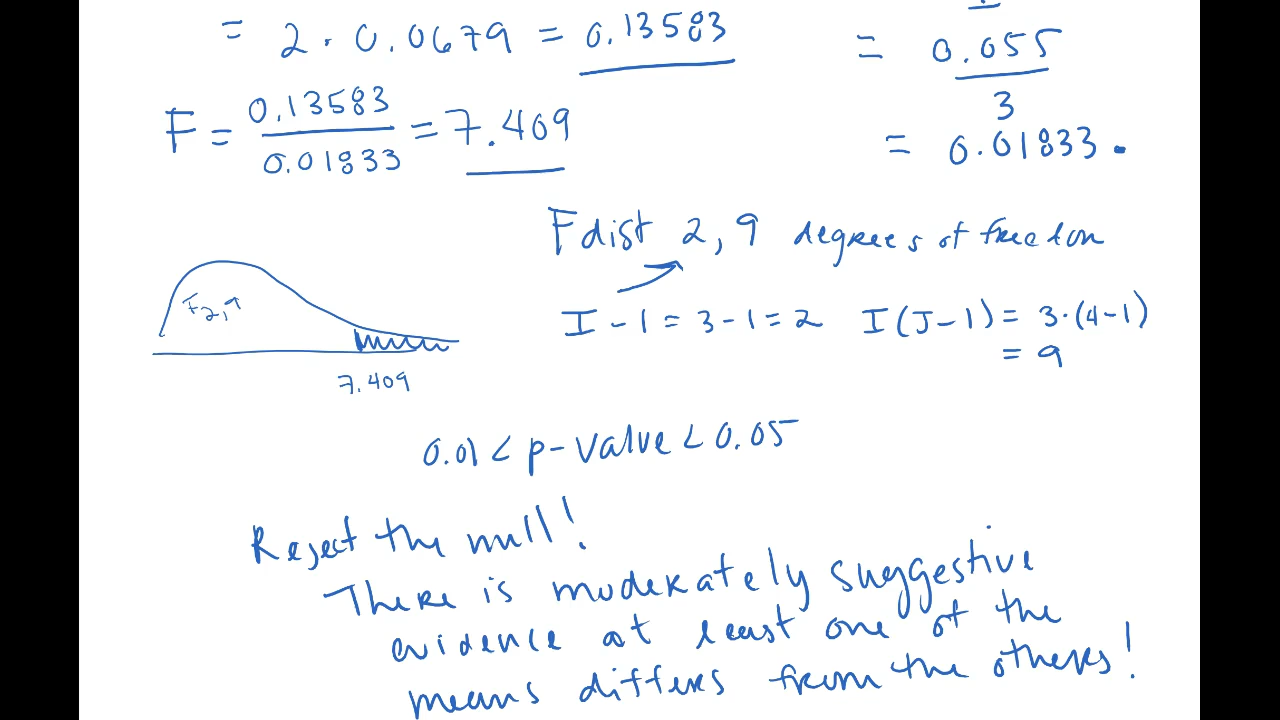 = 2 · 0.0679 = 0.13583
= 0.055 / 3
= 0.01833.
F = 0.13583 / 0.01833 = 7.409
F dist 2, 9 degrees of freedom
I - 1 = 3 - 1 = 2 I(J-1) = 3·(4-1)
= 9
F2,9
7.409
0.01 < p-value < 0.05
Reject the null!
There is moderately suggestive
evidence at least one of the
means differs from the others!